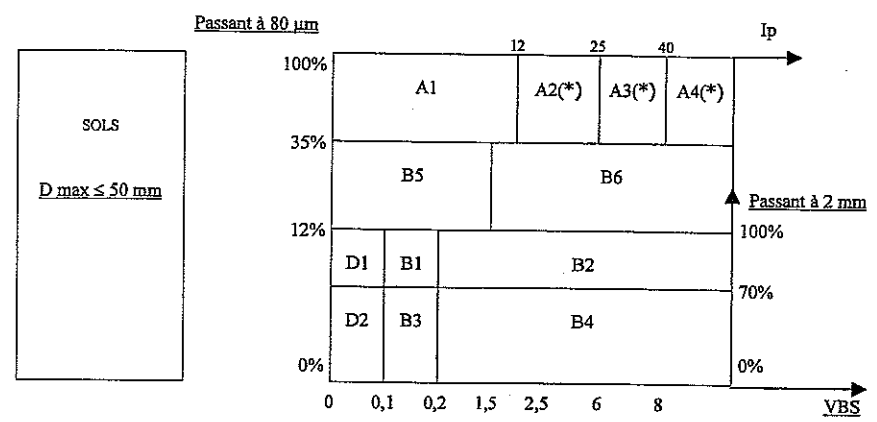 Passant à 80 µm
Ip
12 25 40
100%
A1 A2(*) A3(*) A4(*)
SOLS
35%
D max ≤ 50 mm
B5 B6
Passant à 2 mm
12%
100%
D1 B1 B2
70%
D2 B3 B4
0%
0%
0 0,1 0,2 1,5 2,5 6 8 VBS